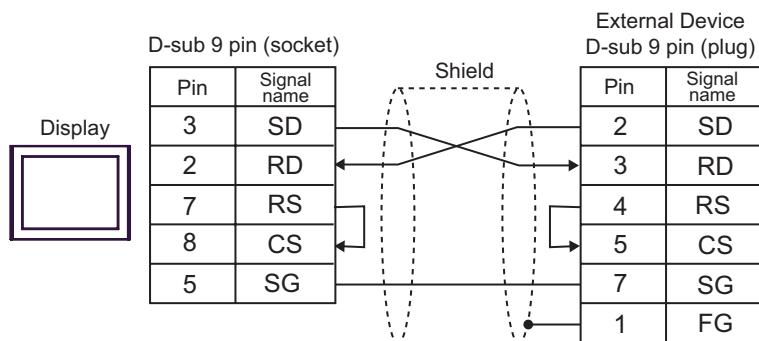 External Device
D-sub 9 pin (socket)
D-sub 9 pin (plug)
Shield
Display
Pin Signal name
3 SD
2 RD
7 RS
8 CS
5 SG
Pin Signal name
2 SD
3 RD
4 RS
5 CS
7 SG
1 FG